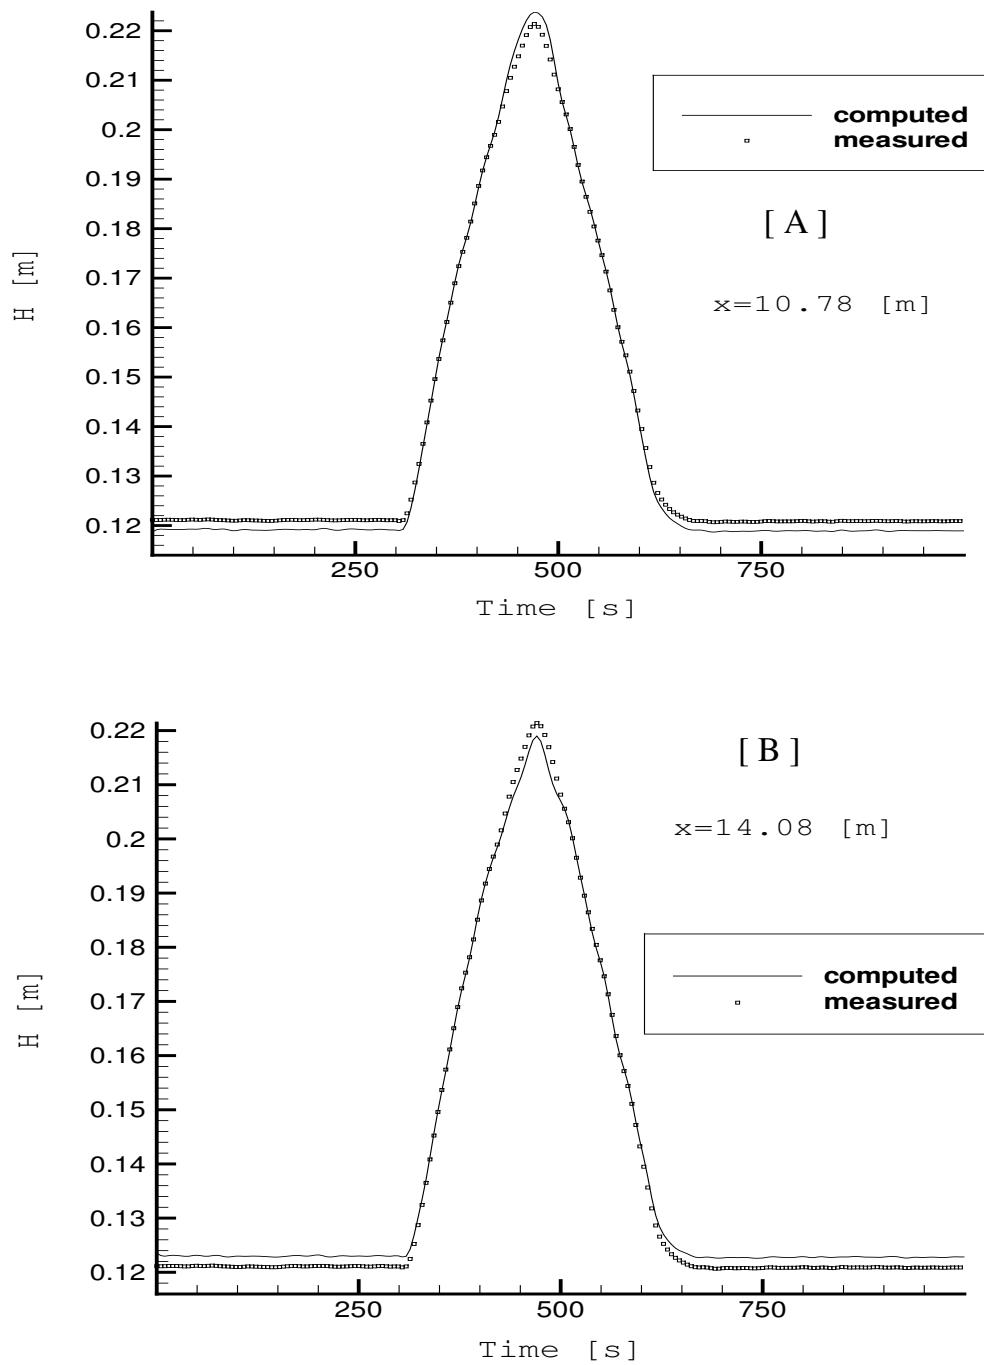 0.22
0.21
0.2
0.19
0.18
0.17
0.16
0.15
0.14
0.13
0.12
H [m]
computed
measured
[ A ]
x=10.78 [m]
250
500
750
Time [s]
0.22
0.21
0.2
0.19
0.18
0.17
0.16
0.15
0.14
0.13
0.12
H [m]
[ B ]
x=14.08 [m]
computed
measured
250
500
750
Time [s]